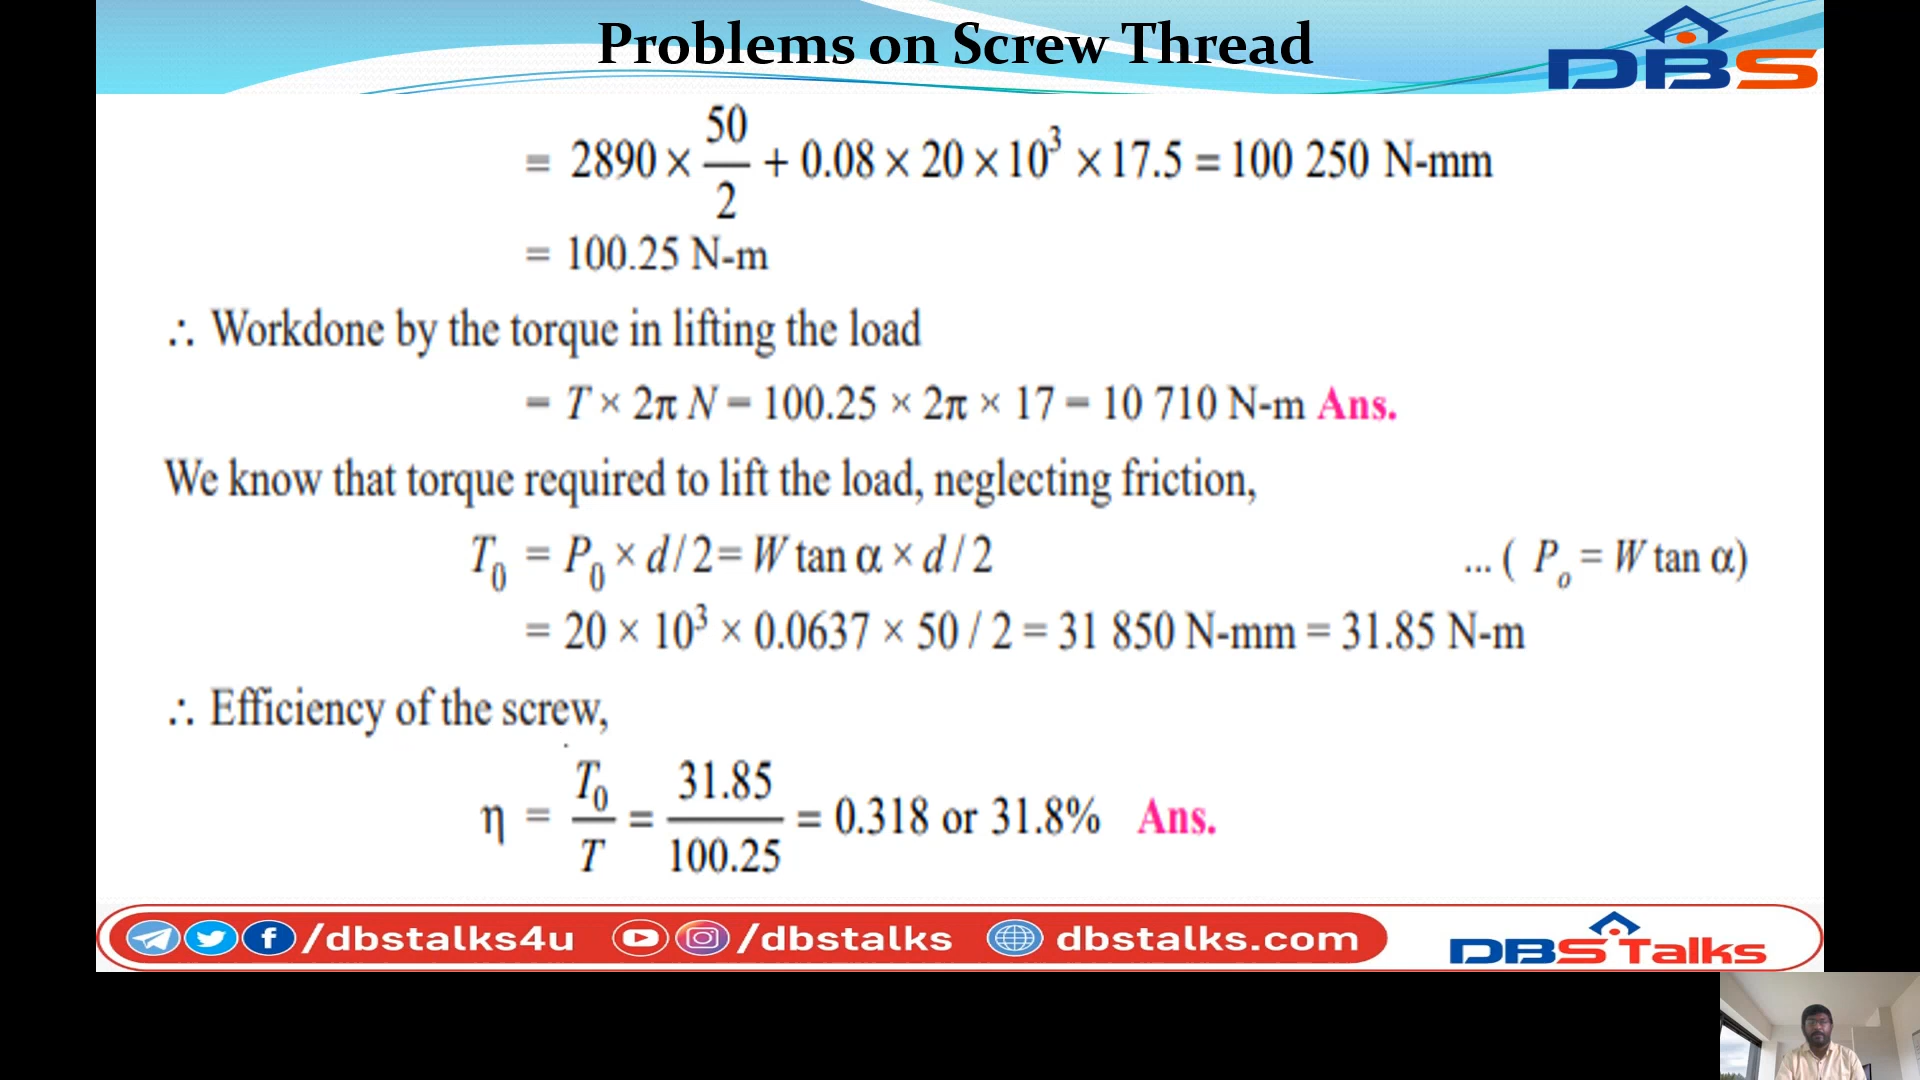 Problems on Screw Thread
DBS
= 2890 × 50/2 + 0.08 × 20 × 10³ × 17.5 = 100 250 N-mm
= 100.25 N-m
∴ Workdone by the torque in lifting the load
= T × 2π N = 100.25 × 2π × 17 = 10 710 N-m Ans.
We know that torque required to lift the load, neglecting friction,
T₀ = P₀ × d / 2 = W tan α × d / 2 ... ( Pₒ = W tan α)
= 20 × 10³ × 0.0637 × 50 / 2 = 31 850 N-mm = 31.85 N-m
∴ Efficiency of the screw,
η = T₀/T = 31.85/100.25 = 0.318 or 31.8% Ans.
/dbstalks4u /dbstalks dbstalks.com DBS Talks